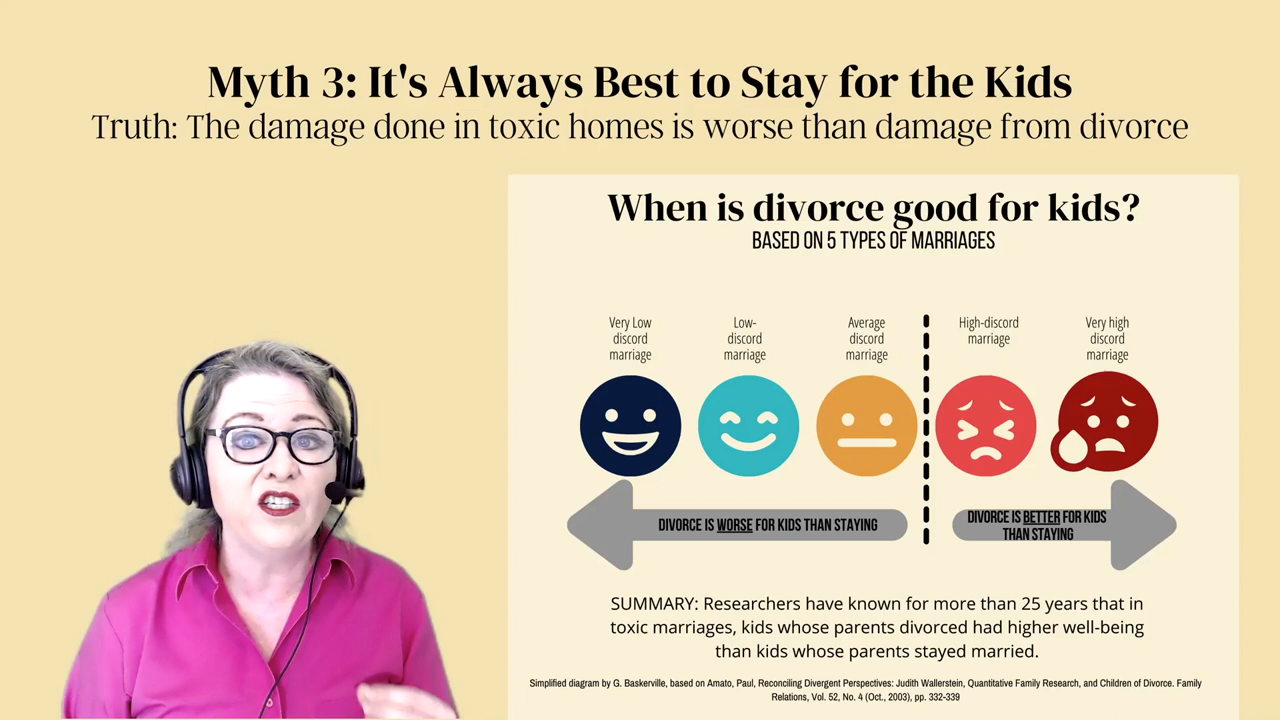 Myth 3: It's Always Best to Stay for the Kids
Truth: The damage done in toxic homes is worse than damage from divorce
When is divorce good for kids?
BASED ON 5 TYPES OF MARRIAGES
Very Low
discord
marriage
Low-
discord
marriage
Average
discord
marriage
High-discord
marriage
Very high
discord
marriage
DIVORCE IS WORSE FOR KIDS THAN STAYING
DIVORCE IS BETTER FOR KIDS
THAN STAYING
SUMMARY: Researchers have known for more than 25 years that in
toxic marriages, kids whose parents divorced had higher well-being
than kids whose parents stayed married.
Simplified diagram by G. Baskerville, based on Amato, Paul, Reconciling Divergent Perspectives: Judith Wallerstein, Quantitative Family Research, and Children of Divorce. Family
Relations, Vol. 52, No. 4 (Oct., 2003), pp. 332-339